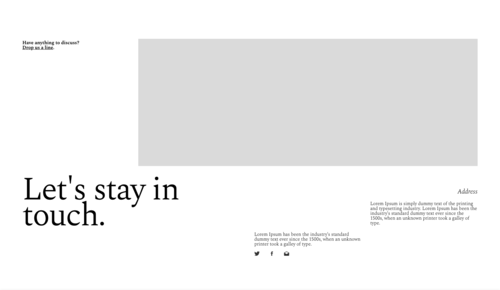 Have anything to discuss?
Drop us a line.
Let's stay in
touch.
Address
Lorem Ipsum is simply dummy text of the printing
and typesetting industry. Lorem Ipsum has been the
industry's standard dummy text ever since the
1500s, when an unknown printer took a galley of
type.
Lorem Ipsum has been the industry's standard
dummy text ever since the 1500s, when an unknown
printer took a galley of type.